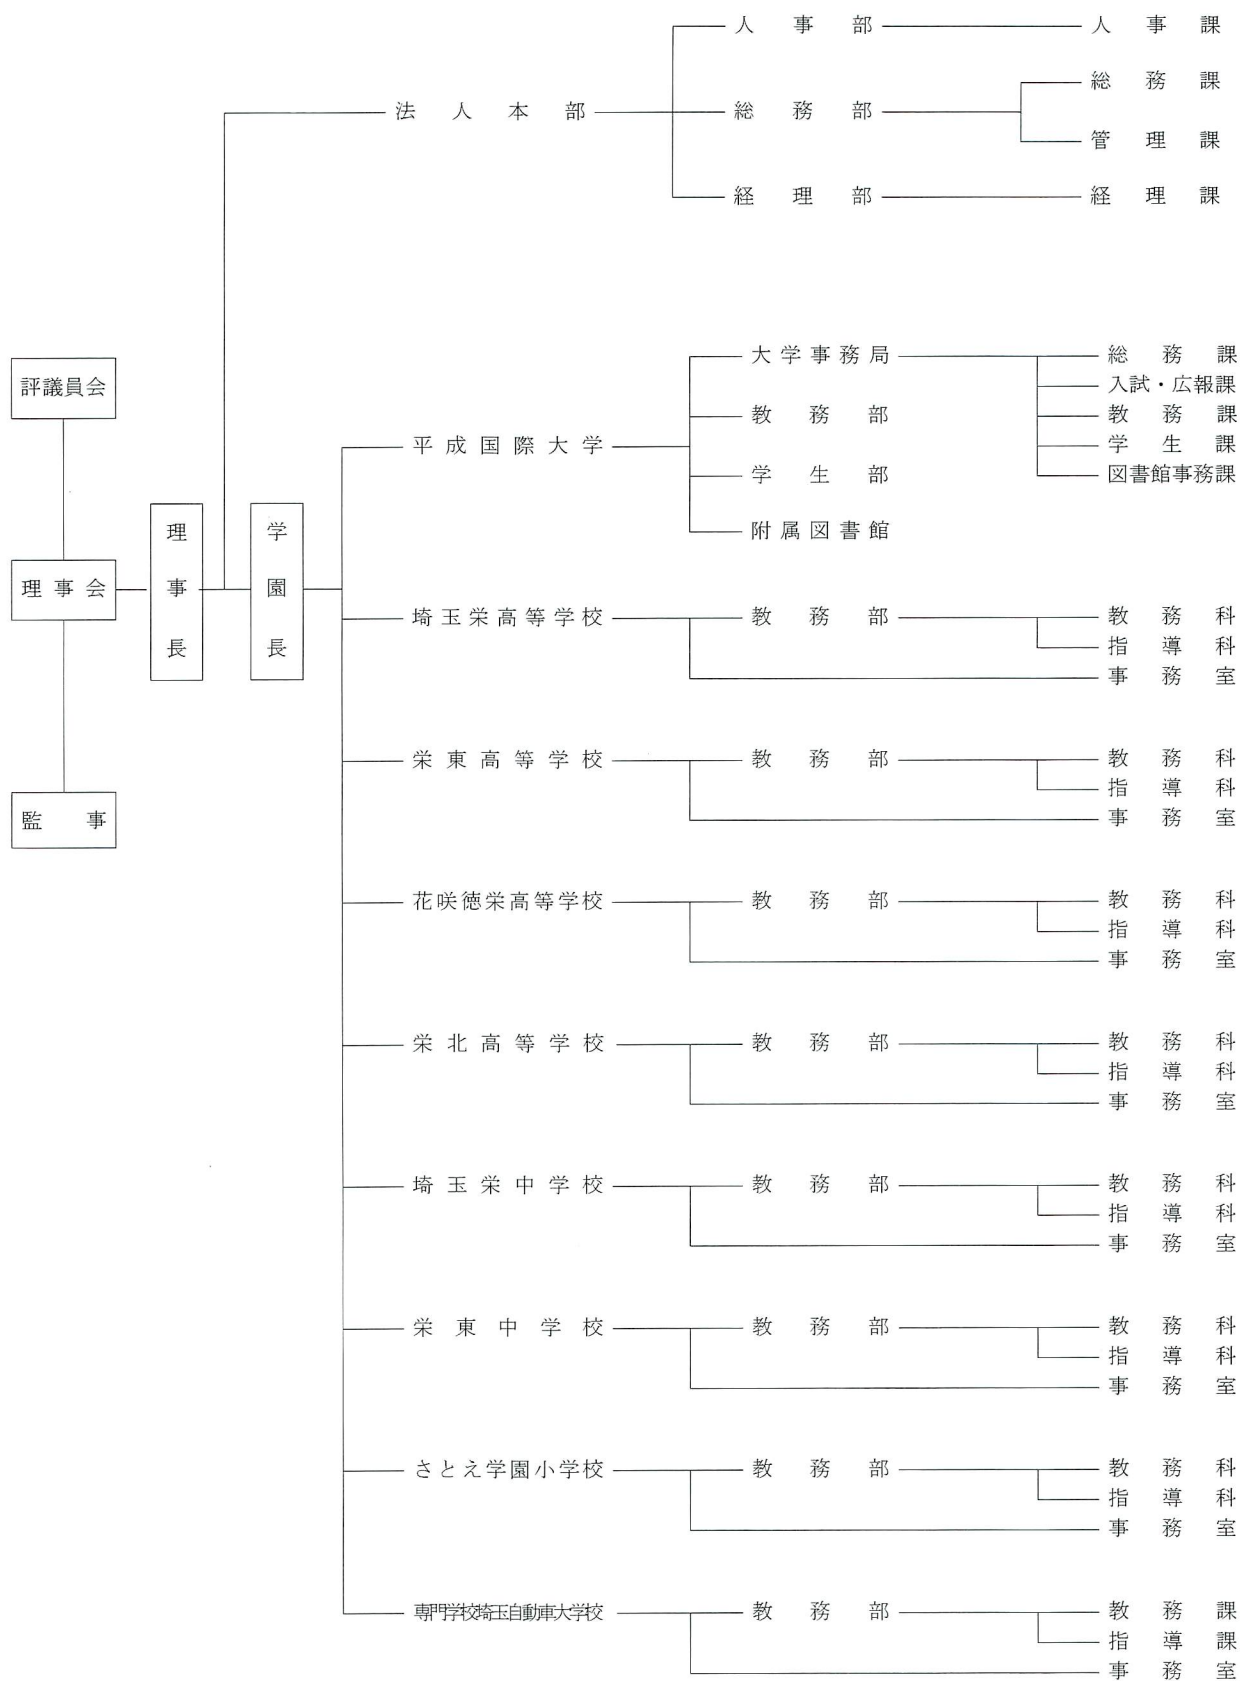 人事部 人事課
総務課
法人本部 総務部
管理課
経理部 経理課
大学事務局 総務課
評議員会
入試・広報課
教務部 教務課
平成国際大学 学生課
学生部 図書館事務課
附属図書館
理事会 理事長 学園長
埼玉栄高等学校 教務部 教務科
指導科
事務室
栄東高等学校 教務部 教務科
指導科
監事 事務室
花咲徳栄高等学校 教務部 教務科
指導科
事務室
栄北高等学校 教務部 教務科
指導科
事務室
埼玉栄中学校 教務部 教務科
指導科
事務室
栄東中学校 教務部 教務科
指導科
事務室
さとえ学園小学校 教務部 教務科
指導科
事務室
専門学校埼玉自動車大学校 教務部 教務課
指導課
事務室